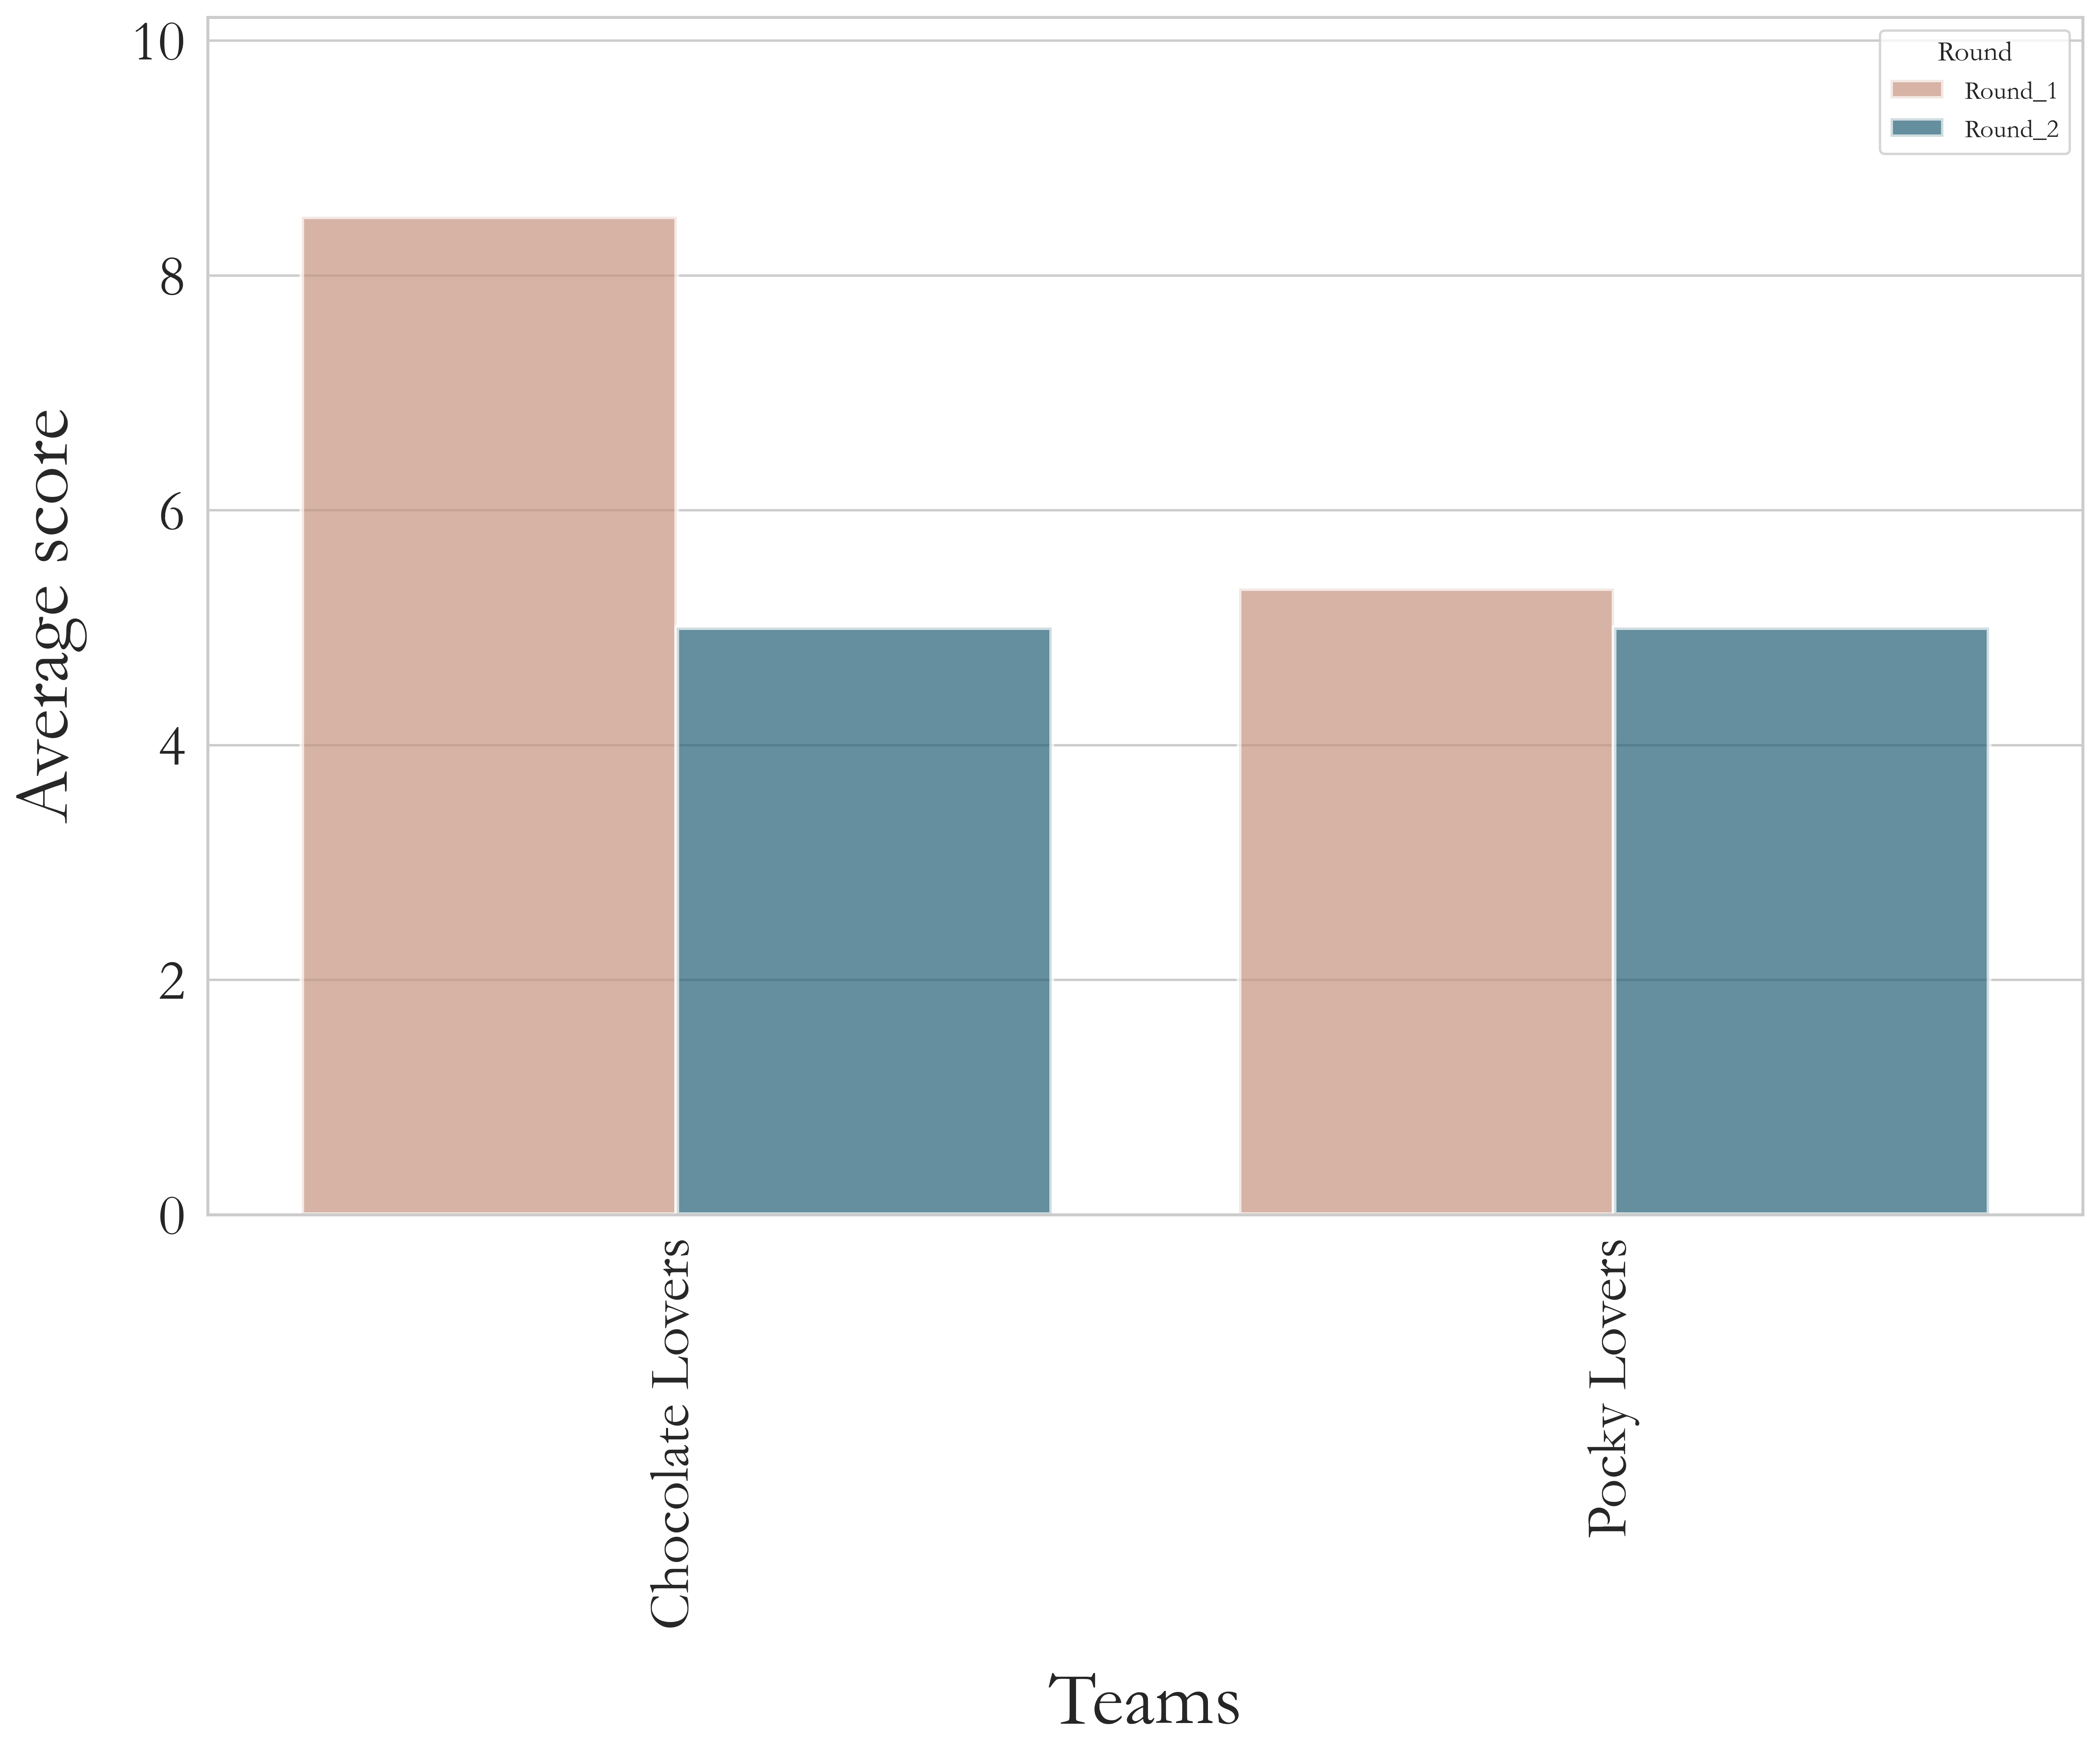 10
8
6
4
2
0
Average score
Round
Round_1
Round_2
Chocolate Lovers
Pocky Lovers
Teams